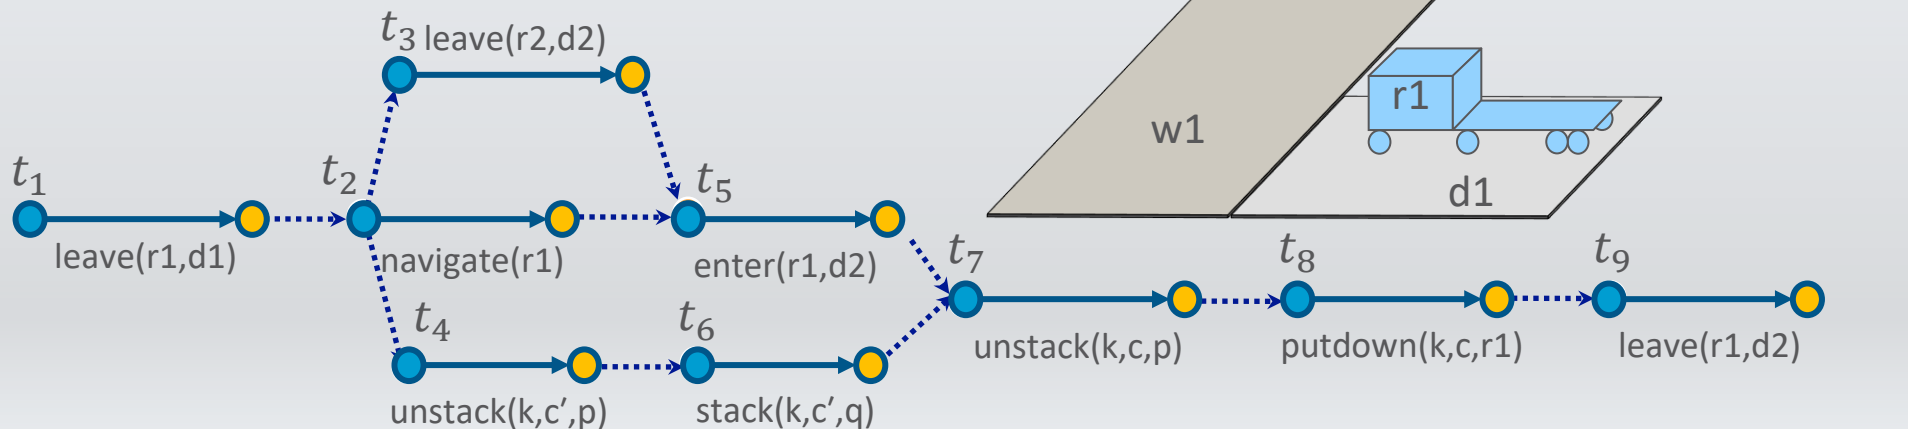 t₃ leave(r2,d2)
r1
w1
t₁
t₂
t₅
d1
leave(r1,d1)
navigate(r1)
enter(r1,d2)
t₇
t₈
t₉
t₄
t₆
unstack(k,c,p)
putdown(k,c,r1)
leave(r1,d2)
unstack(k,c′,p)
stack(k,c′,q)